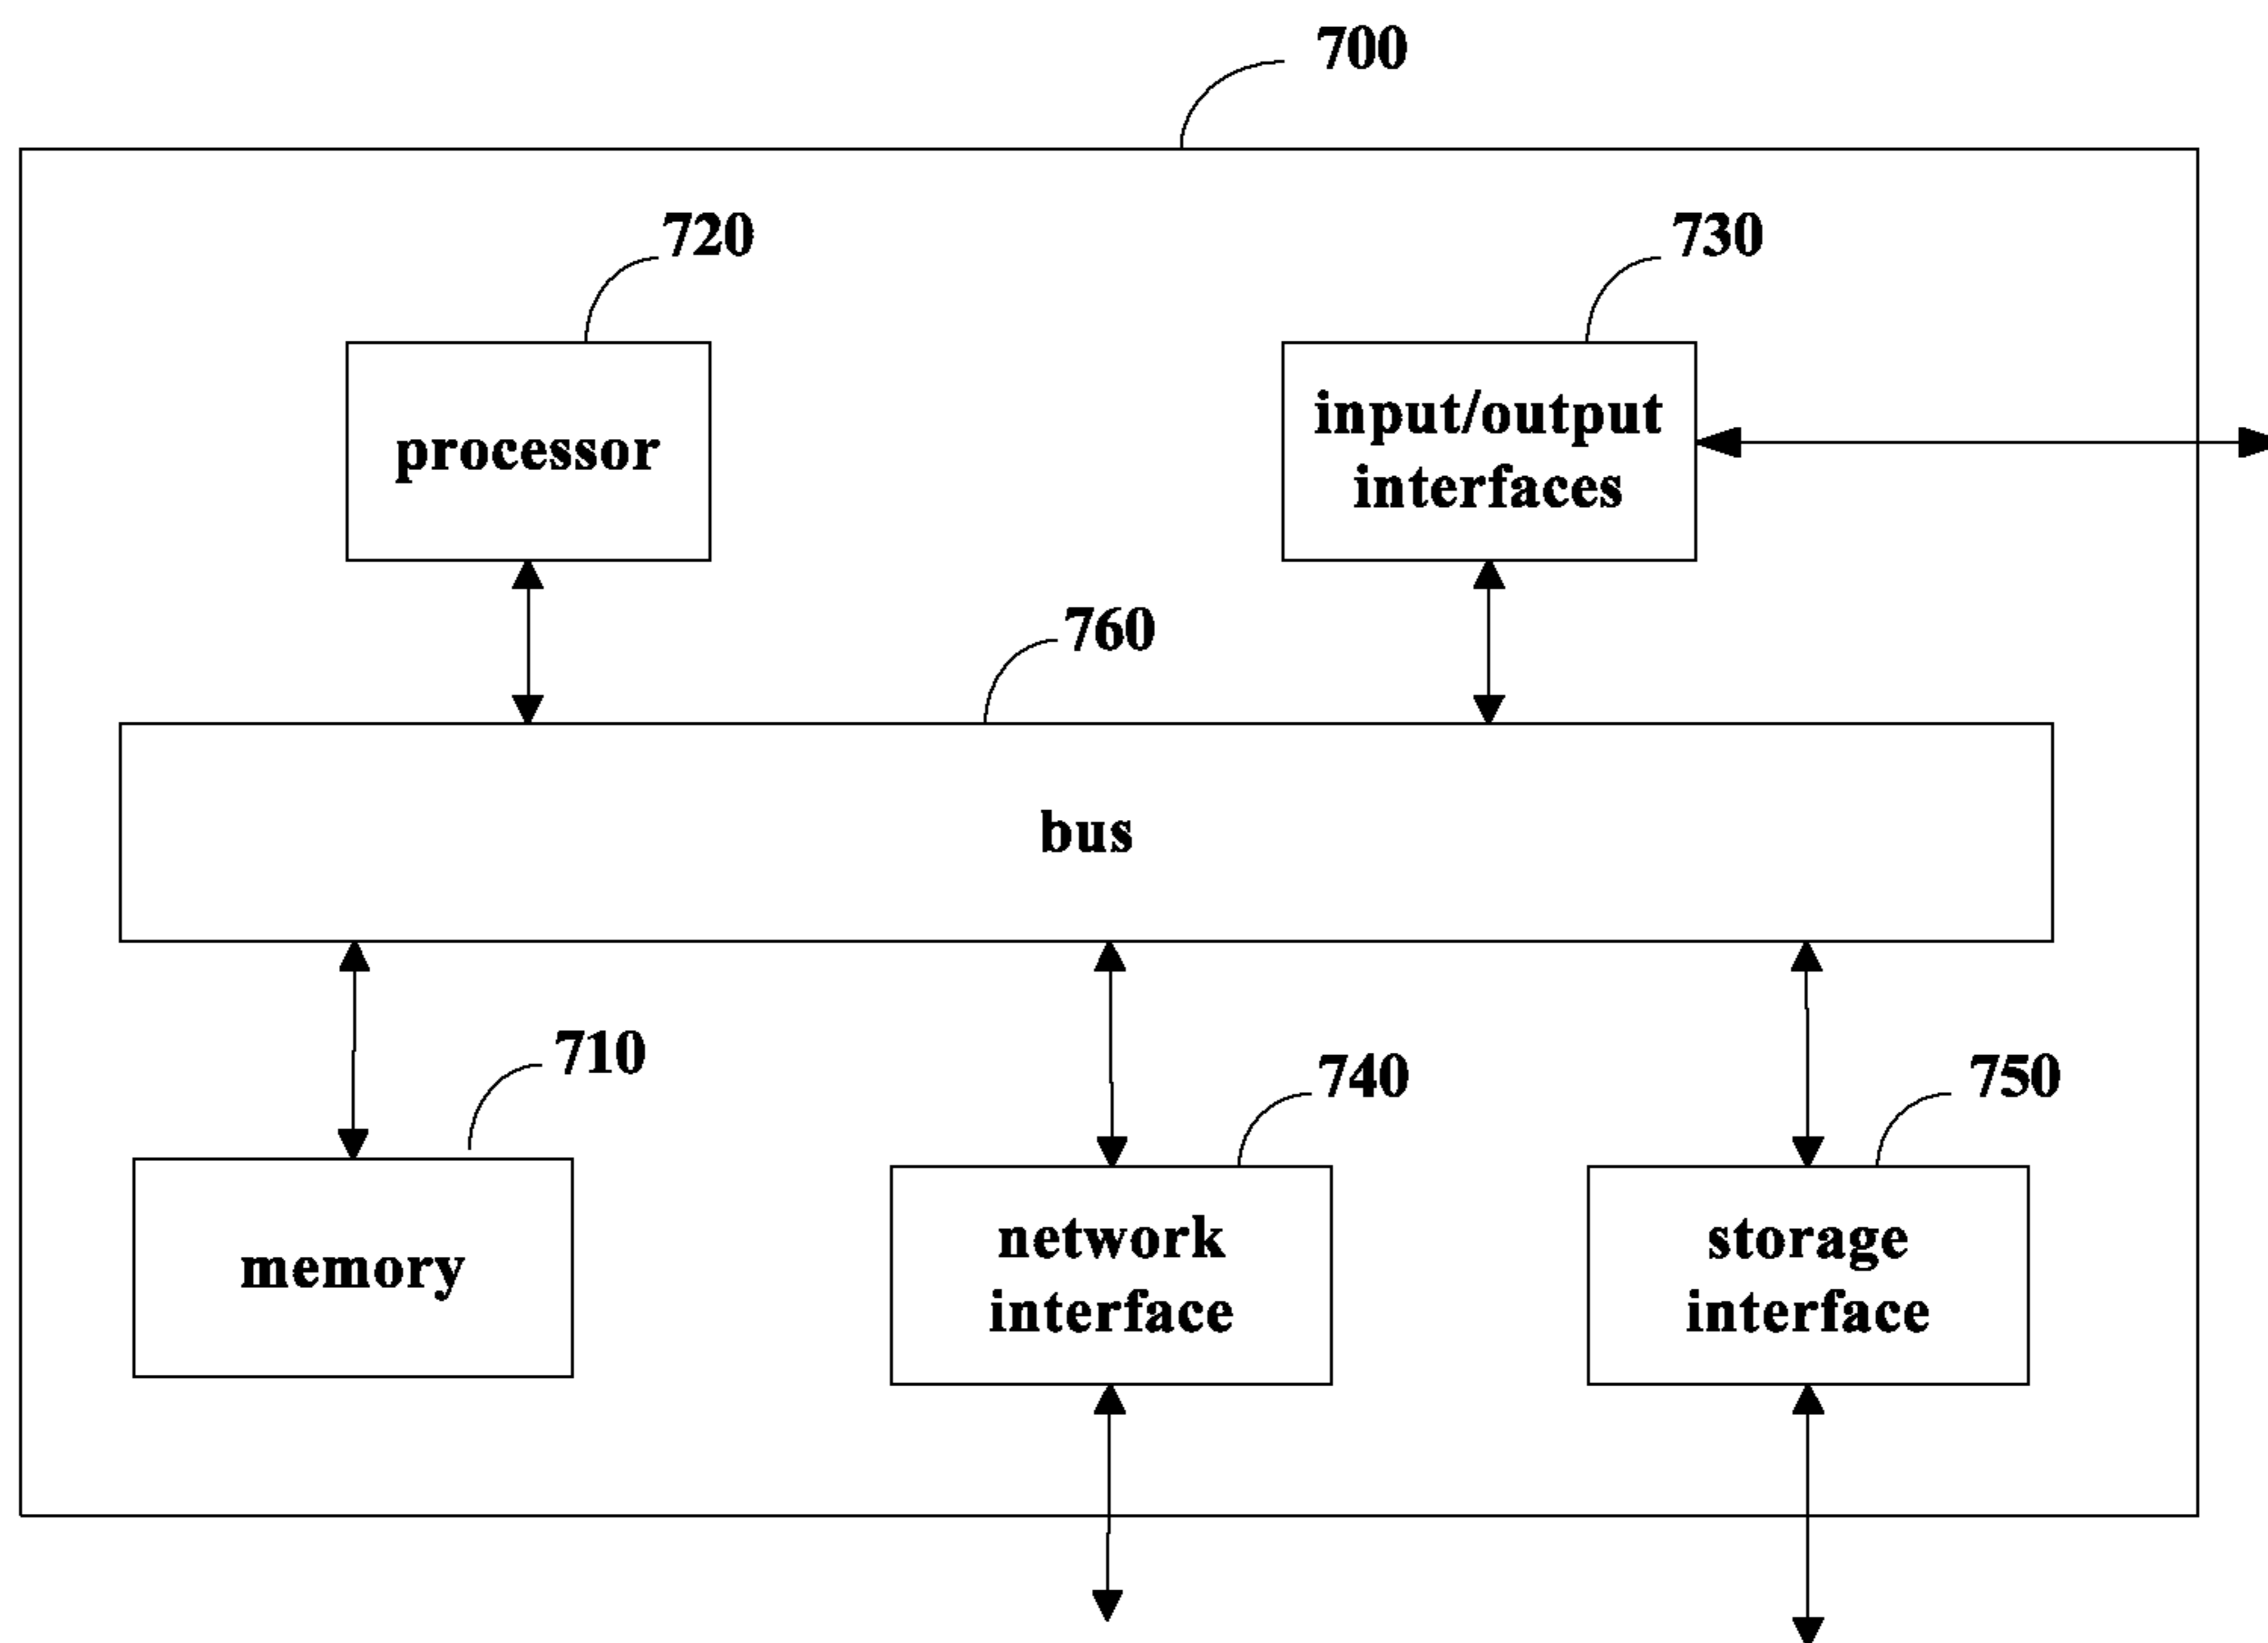 700
720
730
processor
input/output
interfaces
760
bus
710
740
750
memory
network
interface
storage
interface